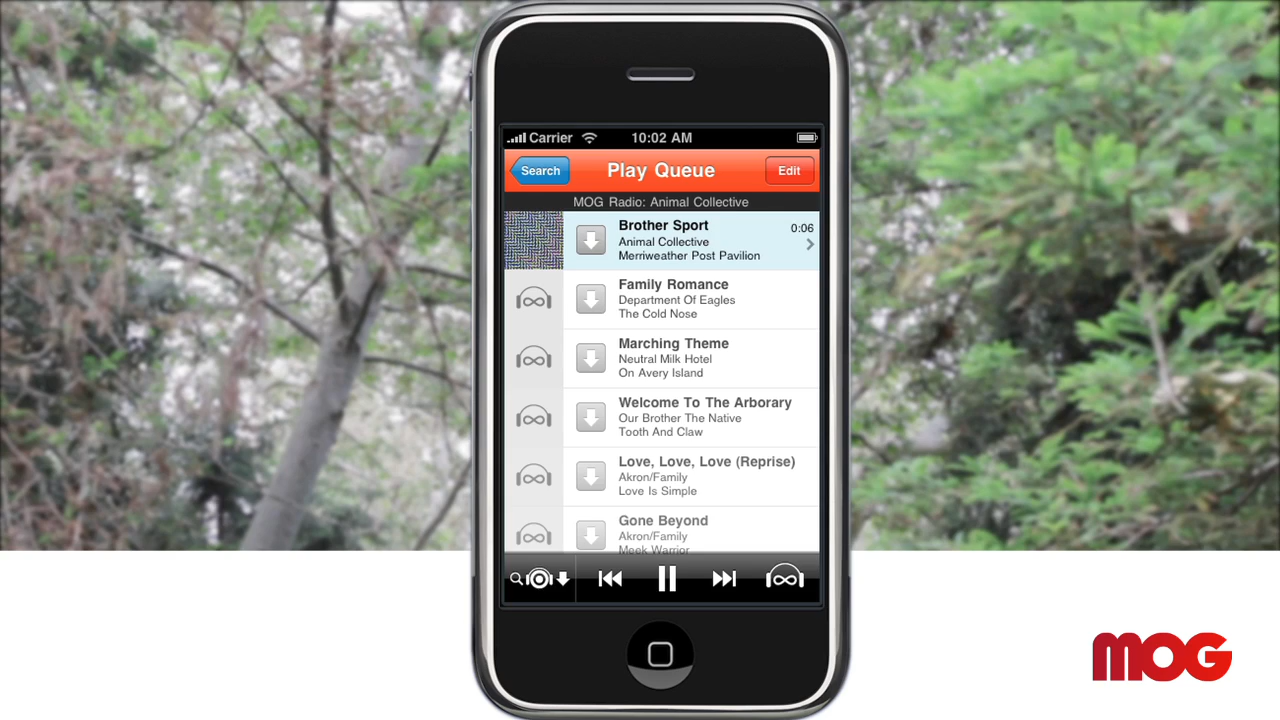 Carrier 10:02 AM
Search Play Queue Edit
MOG Radio: Animal Collective
Brother Sport 0:06
Animal Collective
Merriweather Post Pavilion
Family Romance
Department Of Eagles
The Cold Nose
Marching Theme
Neutral Milk Hotel
On Avery Island
Welcome To The Arborary
Our Brother The Native
Tooth And Claw
Love, Love, Love (Reprise)
Akron/Family
Love Is Simple
Gone Beyond
Akron/Family
Meek Warrior
MOG